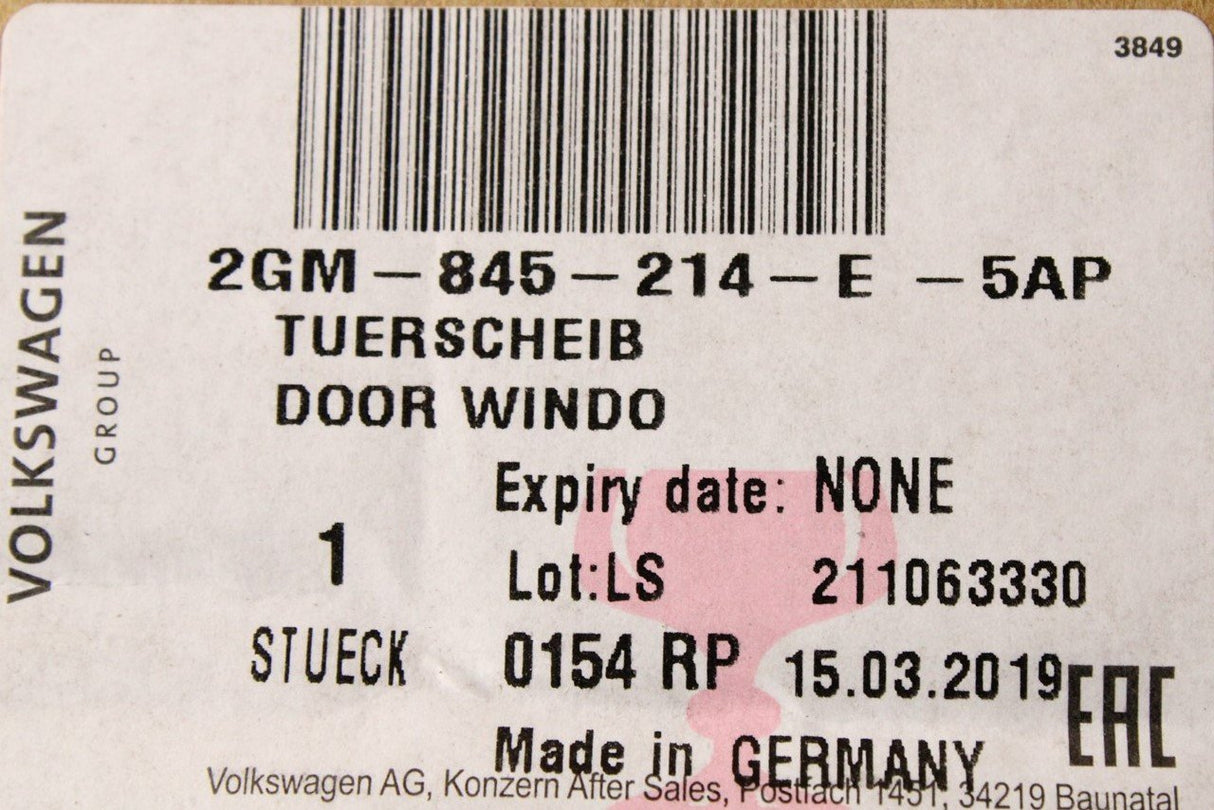 3849
VOLKSWAGEN
GROUP
2GM-845-214-E -5AP
TUERSCHEIB
DOOR WINDO
Expiry date: NONE
1
Lot:LS 211063330
STUECK 0154 RP 15.03.2019
EAC
Made in GERMANY
Volkswagen AG, Konzern After Sales, Postfach 1451, 34219 Baunatal